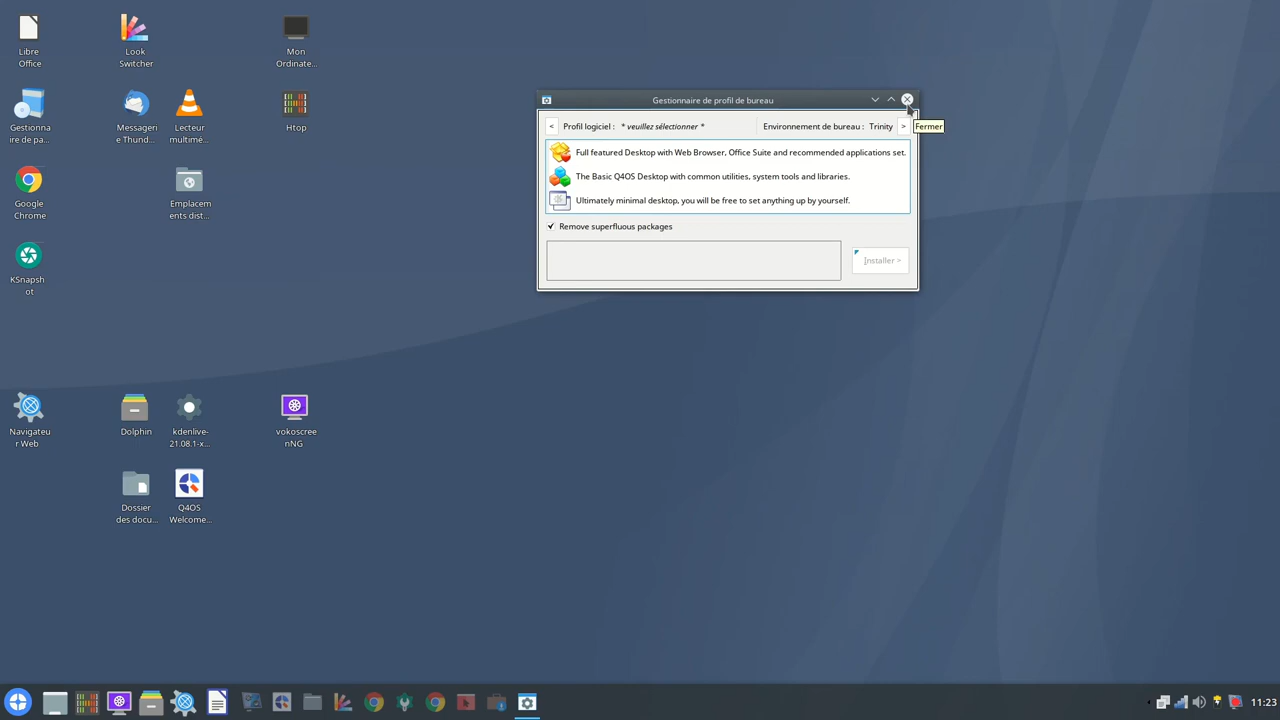 Libre
Office
Look
Switcher
Mon
Ordinate...
Gestionna
ire de pa...
Messageri
e Thund...
Lecteur
multimé...
Htop
Google
Chrome
Emplacem
ents dist...
KSnapsh
ot
Navigateu
r Web
Dolphin
kdenlive-
21.08.1-x...
vokoscree
nNG
Dossier
des docu...
Q4OS
Welcome...
Gestionnaire de profil de bureau
Fermer
< Profil logiciel : * veuillez sélectionner * Environnement de bureau : Trinity >
Full featured Desktop with Web Browser, Office Suite and recommended applications set.
The Basic Q4OS Desktop with common utilities, system tools and libraries.
Ultimately minimal desktop, you will be free to set anything up by yourself.
Remove superfluous packages
Installer >
11:23